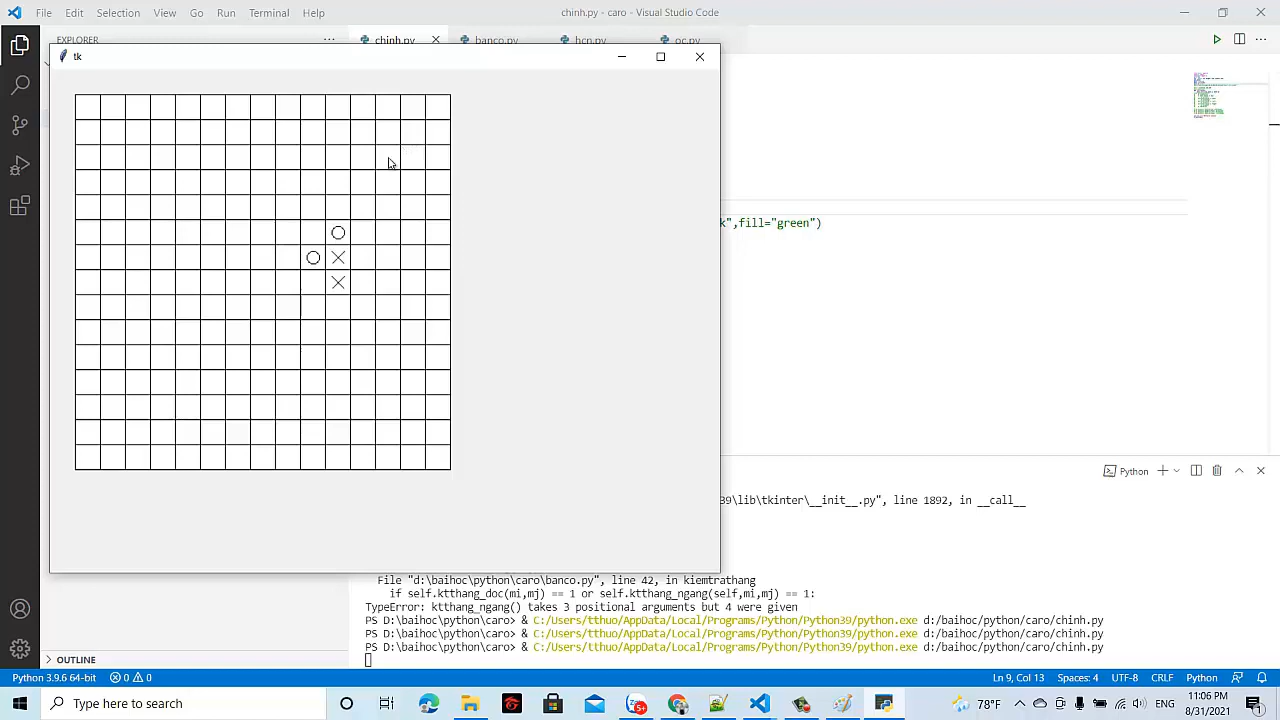 File Edit Selection View Go Run Terminal Help
chinh.py - caro - Visual Studio Code
EXPLORER
chinh.py
banco.py
hcn.py
oc.py
tk
k",fill="green")
Python
39\lib\tkinter\__init__.py", line 1892, in __call__
File "d:\baihoc\python\caro\banco.py", line 42, in kiemtrathang
if self.ktthang_doc(mi,mj) == 1 or self.ktthang_ngang(self,mi,mj) == 1:
TypeError: ktthang_ngang() takes 3 positional arguments but 4 were given
PS D:\baihoc\python\caro> & C:/Users/tthuo/AppData/Local/Programs/Python/Python39/python.exe d:/baihoc/python/caro/chinh.py
PS D:\baihoc\python\caro> & C:/Users/tthuo/AppData/Local/Programs/Python/Python39/python.exe d:/baihoc/python/caro/chinh.py
PS D:\baihoc\python\caro> & C:/Users/tthuo/AppData/Local/Programs/Python/Python39/python.exe d:/baihoc/python/caro/chinh.py
OUTLINE
Python 3.9.6 64-bit 0 0 Ln 9, Col 13 Spaces: 4 UTF-8 CRLF Python
Type here to search
5+
78°F
11:06 PM
8/31/2021